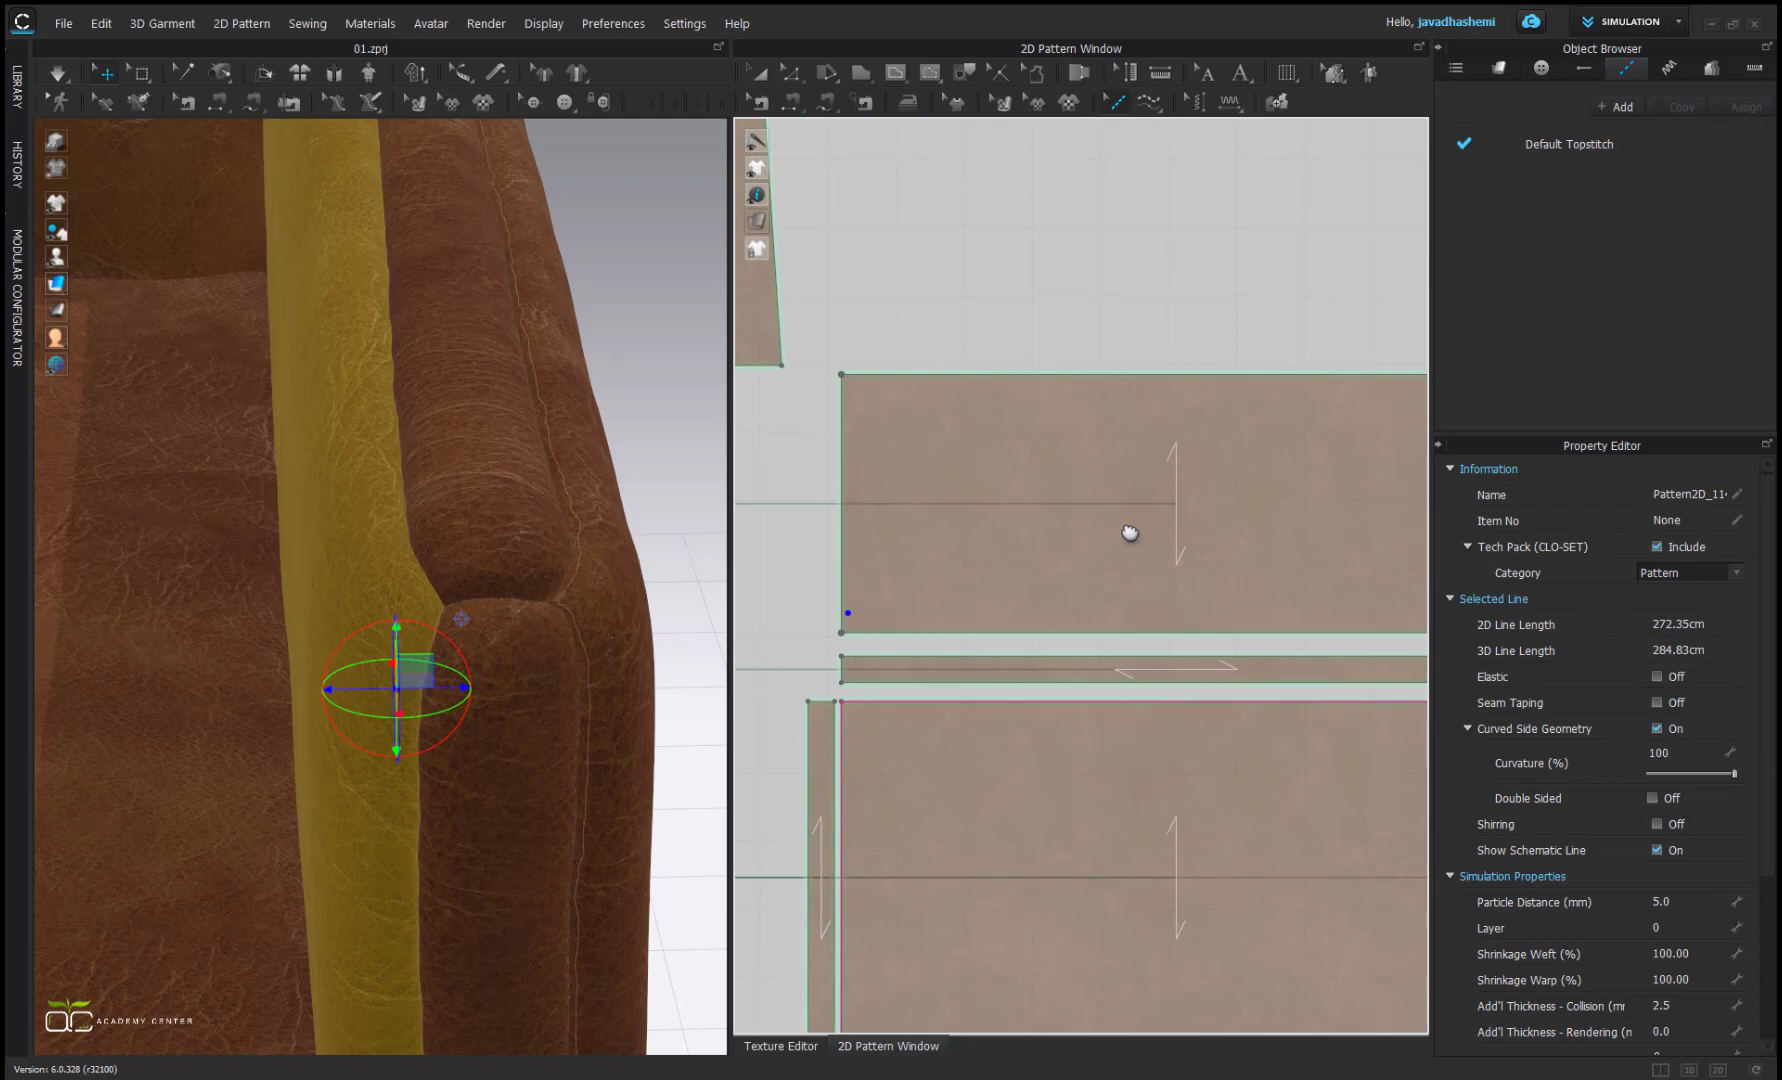 File Edit 3D Garment 2D Pattern Sewing Materials Avatar Render Display Preferences Settings Help
Hello, javadhashemi
SIMULATION
01.zprj
2D Pattern Window
Object Browser
LIBRARY
HISTORY
MODULAR CONFIGURATOR
+ Add Copy Assign
Default Topstitch
Property Editor
Information
Name Pattern2D_11
Item No None
Tech Pack (CLO-SET) Include
Category Pattern
Selected Line
2D Line Length 272.35cm
3D Line Length 284.83cm
Elastic Off
Seam Taping Off
Curved Side Geometry On
Curvature (%) 100
Double Sided Off
Shirring Off
Show Schematic Line On
Simulation Properties
Particle Distance (mm) 5.0
Layer 0
Shrinkage Weft (%) 100.00
Shrinkage Warp (%) 100.00
Add'l Thickness - Collision (mr 2.5
Add'l Thickness - Rendering (n 0.0
ACADEMY CENTER
Texture Editor 2D Pattern Window
Version: 6.0.328 (r32100)
3D 2D